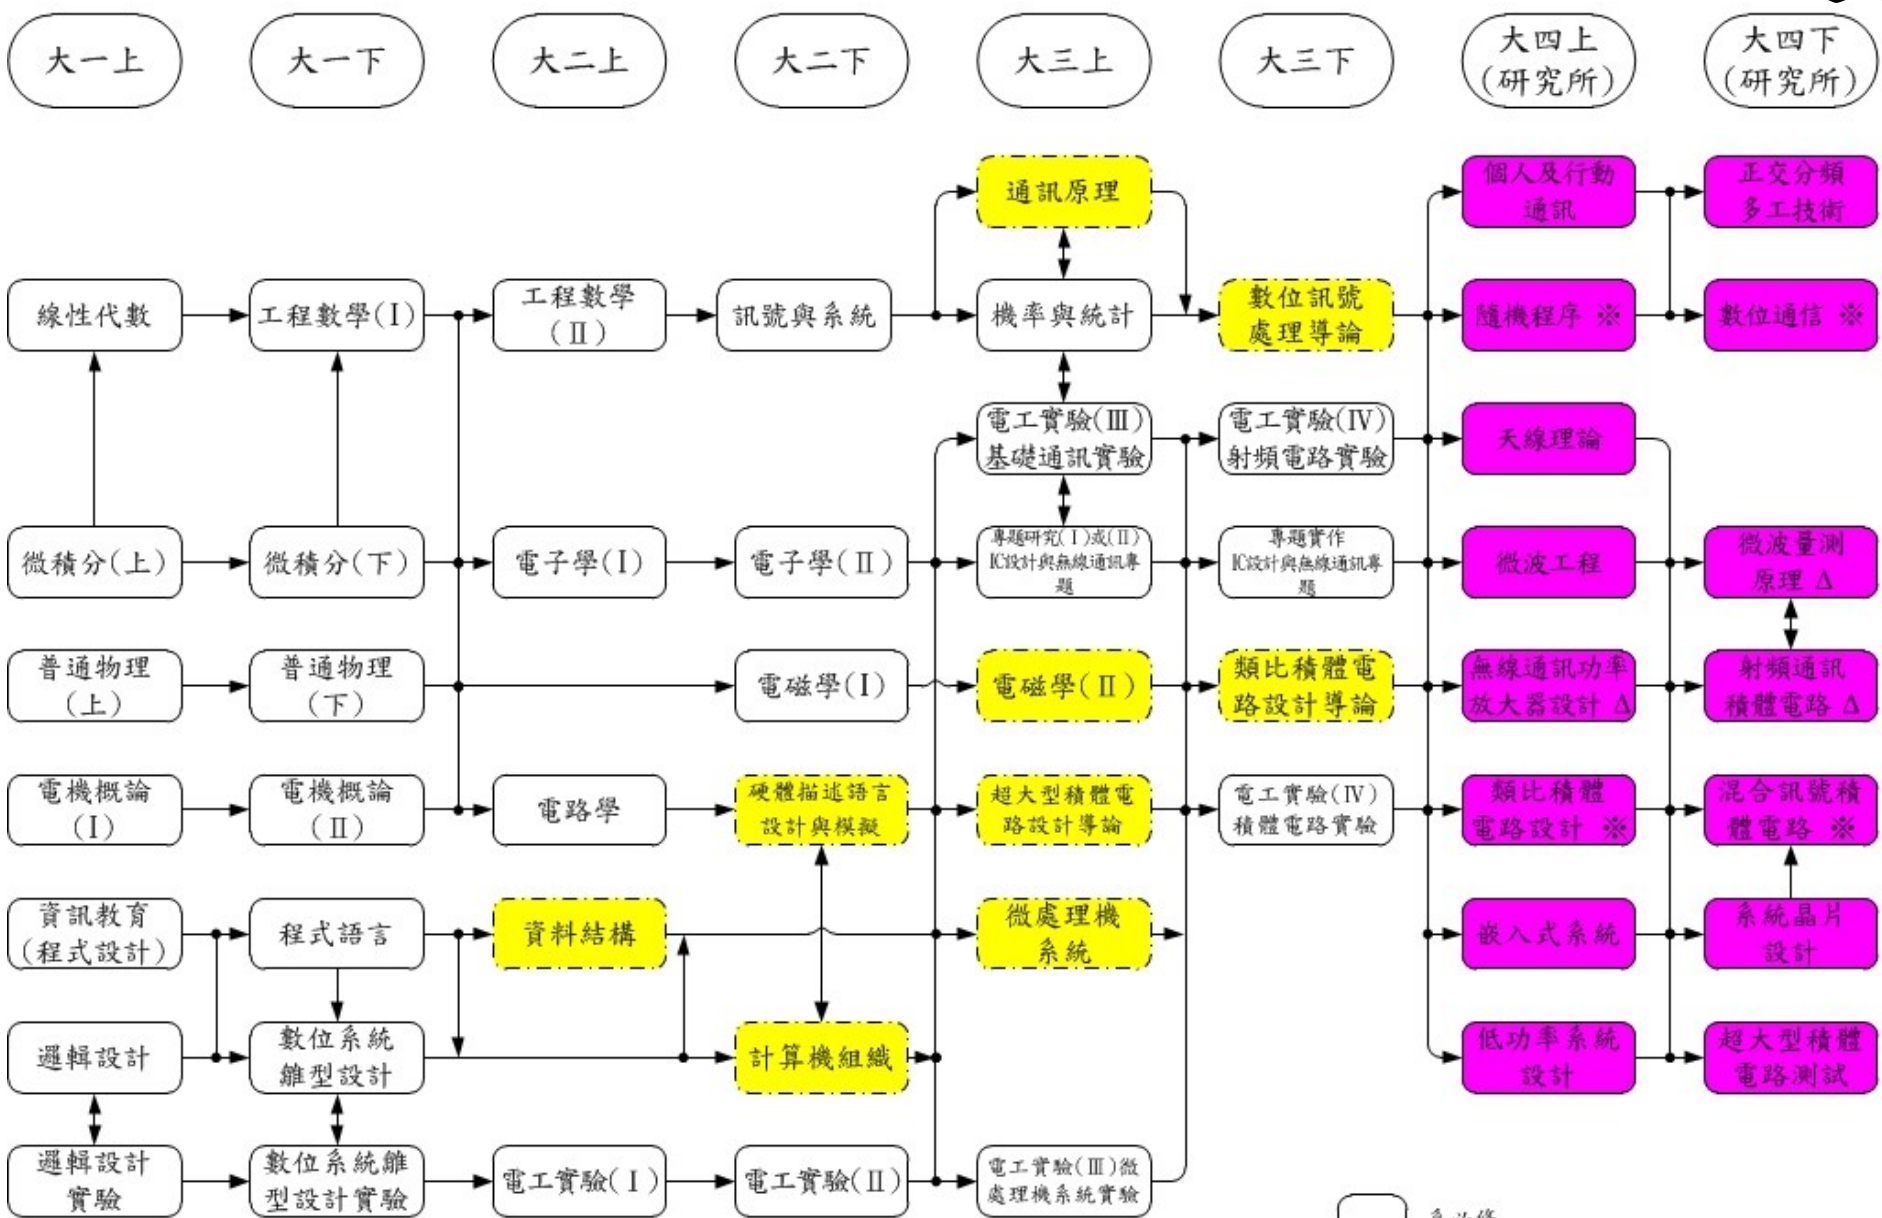 大一上
大一下
大二上
大二下
大三上
大三下
大四上
(研究所)
大四下
(研究所)
通訊原理
個人及行動
通訊
正交分頻
多工技術
線性代數
工程數學(Ⅰ)
工程數學
(Ⅱ)
訊號與系統
機率與統計
數位訊號
處理導論
隨機程序 ※
數位通信 ※
電工實驗(Ⅲ)
基礎通訊實驗
電工實驗(Ⅳ)
射頻電路實驗
天線理論
微積分(上)
微積分(下)
電子學(Ⅰ)
電子學(Ⅱ)
專題研究(Ⅰ)或(Ⅱ)
IC設計與無線通訊專
題
專題實作
IC設計與無線通訊專
題
微波工程
微波量測
原理 Δ
普通物理
(上)
普通物理
(下)
電磁學(Ⅰ)
電磁學(Ⅱ)
類比積體電
路設計導論
無線通訊功率
放大器設計 Δ
射頻通訊
積體電路 Δ
電機概論
(Ⅰ)
電機概論
(Ⅱ)
電路學
硬體描述語言
設計與模擬
超大型積體電
路設計導論
電工實驗(Ⅳ)
積體電路實驗
類比積體
電路設計 ※
混合訊號積
體電路 ※
資訊教育
(程式設計)
程式語言
資料結構
微處理機
系統
嵌入式系統
系統晶片
設計
邏輯設計
數位系統
雛型設計
計算機組織
低功率系統
設計
超大型積體
電路測試
邏輯設計
實驗
數位系統雛
型設計實驗
電工實驗(Ⅰ)
電工實驗(Ⅱ)
電工實驗(Ⅲ)微
處理機系統實驗